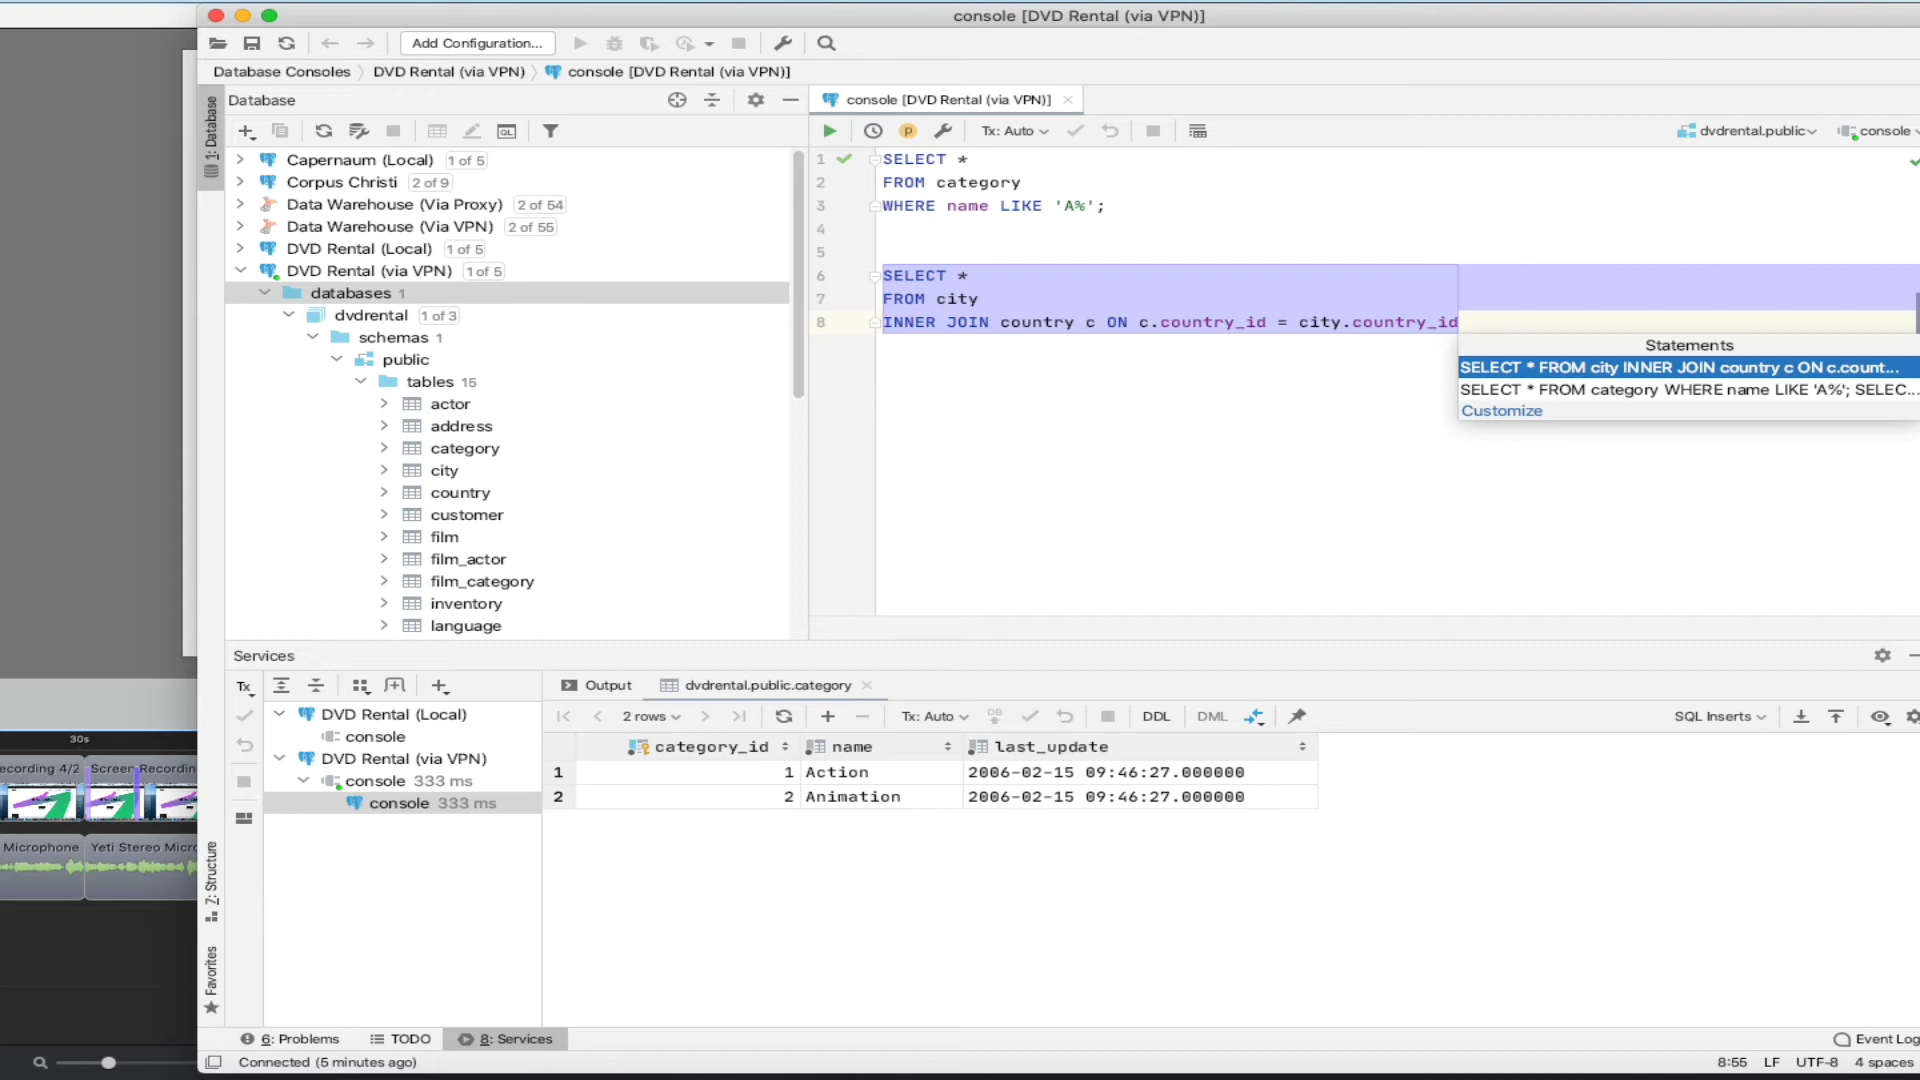 console [DVD Rental (via VPN)]
Add Configuration...
Database Consoles
DVD Rental (via VPN)
console [DVD Rental (via VPN)]
1: Database
Database
Capernaum (Local) 1 of 5
Corpus Christi 2 of 9
Data Warehouse (Via Proxy) 2 of 54
Data Warehouse (Via VPN) 2 of 55
DVD Rental (Local) 1 of 5
DVD Rental (via VPN) 1 of 5
databases 1
dvdrental 1 of 3
schemas 1
public
tables 15
actor
address
category
city
country
customer
film
film_actor
film_category
inventory
language
console [DVD Rental (via VPN)]
Tx: Auto
dvdrental.public
console
1 SELECT *
2 FROM category
3 WHERE name LIKE 'A%';
4
5
6 SELECT *
7 FROM city
8 INNER JOIN country c ON c.country_id = city.country_id
Statements
SELECT * FROM city INNER JOIN country c ON c.count...
SELECT * FROM category WHERE name LIKE 'A%'; SELEC...
Customize
Services
Tx
DVD Rental (Local)
console
DVD Rental (via VPN)
console 333 ms
console 333 ms
Output
dvdrental.public.category
2 rows
Tx: Auto
DB
DDL
DML
SQL Inserts
category_id name last_update
1 1 Action 2006-02-15 09:46:27.000000
2 2 Animation 2006-02-15 09:46:27.000000
7: Structure
Favorites
6: Problems
TODO
8: Services
Event Log
Connected (5 minutes ago)
8:55 LF UTF-8 4 spaces
30s
ecording 4/2
Screen Recordin
Microphone
Yeti Stereo Micro